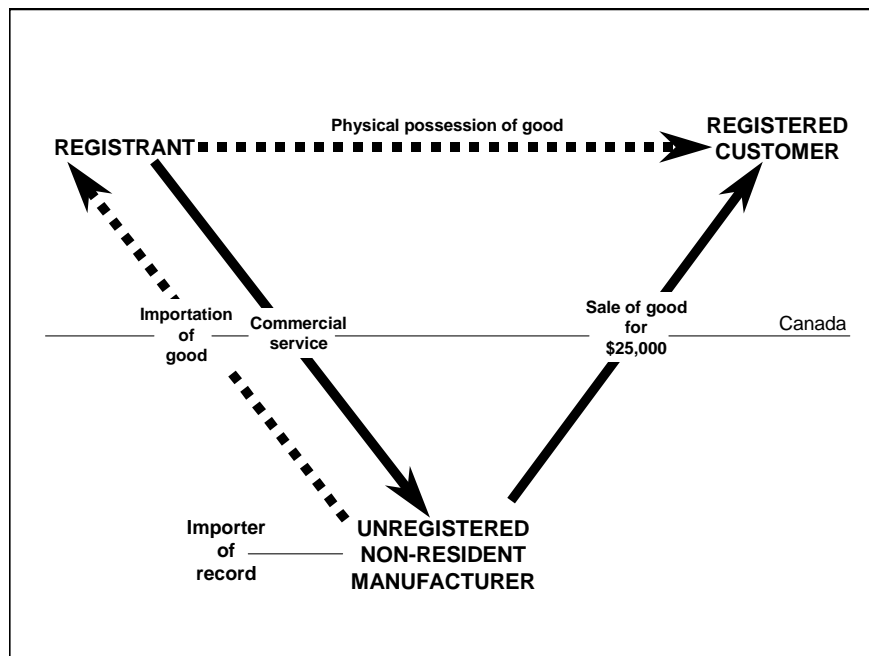 Physical possession of good
REGISTRANT
REGISTERED
CUSTOMER
Importation
of
good
Commercial
service
Sale of good
for
$25,000
Canada
Importer
of
record
UNREGISTERED
NON-RESIDENT
MANUFACTURER